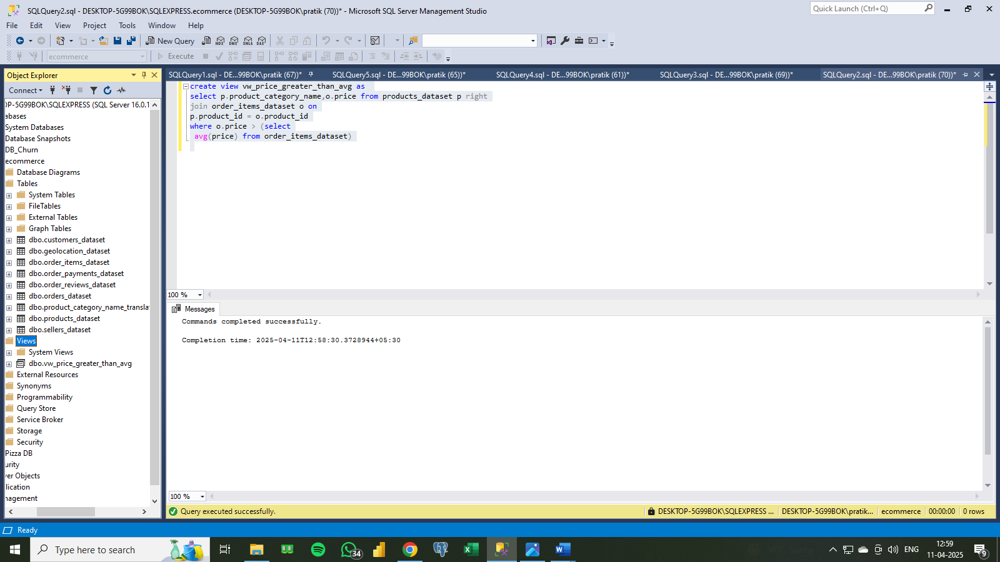 SQLQuery2.sql - DESKTOP-5G99BOK\SQLEXPRESS.ecommerce (DESKTOP-5G99BOK\pratik (70))* - Microsoft SQL Server Management Studio
Quick Launch (Ctrl+Q)
File Edit View Project Tools Window Help
New Query MDX DMX XMLA DAX
ecommerce Execute
Object Explorer
Connect
OP-5G99BOK\SQLEXPRESS (SQL Server 16.0.1
abases
System Databases
Database Snapshots
DB_Churn
ecommerce
Database Diagrams
Tables
System Tables
FileTables
External Tables
Graph Tables
dbo.customers_dataset
dbo.geolocation_dataset
dbo.order_items_dataset
dbo.order_payments_dataset
dbo.order_reviews_dataset
dbo.orders_dataset
dbo.product_category_name_transla
dbo.products_dataset
dbo.sellers_dataset
Views
System Views
dbo.vw_price_greater_than_avg
External Resources
Synonyms
Programmability
Query Store
Service Broker
Storage
Security
Pizza DB
urity
ver Objects
lication
nagement
SQLQuery1.sql - DE...99BOK\pratik (67))* SQLQuery5.sql - DE...99BOK\pratik (65))* SQLQuery4.sql - DE...99BOK\pratik (61))* SQLQuery3.sql - DE...99BOK\pratik (69))* SQLQuery2.sql - DE...99BOK\pratik (70))*
create view vw_price_greater_than_avg as
select p.product_category_name,o.price from products_dataset p right
join order_items_dataset o on
p.product_id = o.product_id
where o.price > (select
avg(price) from order_items_dataset)
100 %
Messages
Commands completed successfully.
Completion time: 2025-04-11T12:58:30.3728944+05:30
100 %
Query executed successfully. DESKTOP-5G99BOK\SQLEXPRESS ... DESKTOP-5G99BOK\pratik... ecommerce 00:00:00 0 rows
Ready
Type here to search
34
ENG
12:59
11-04-2025
9